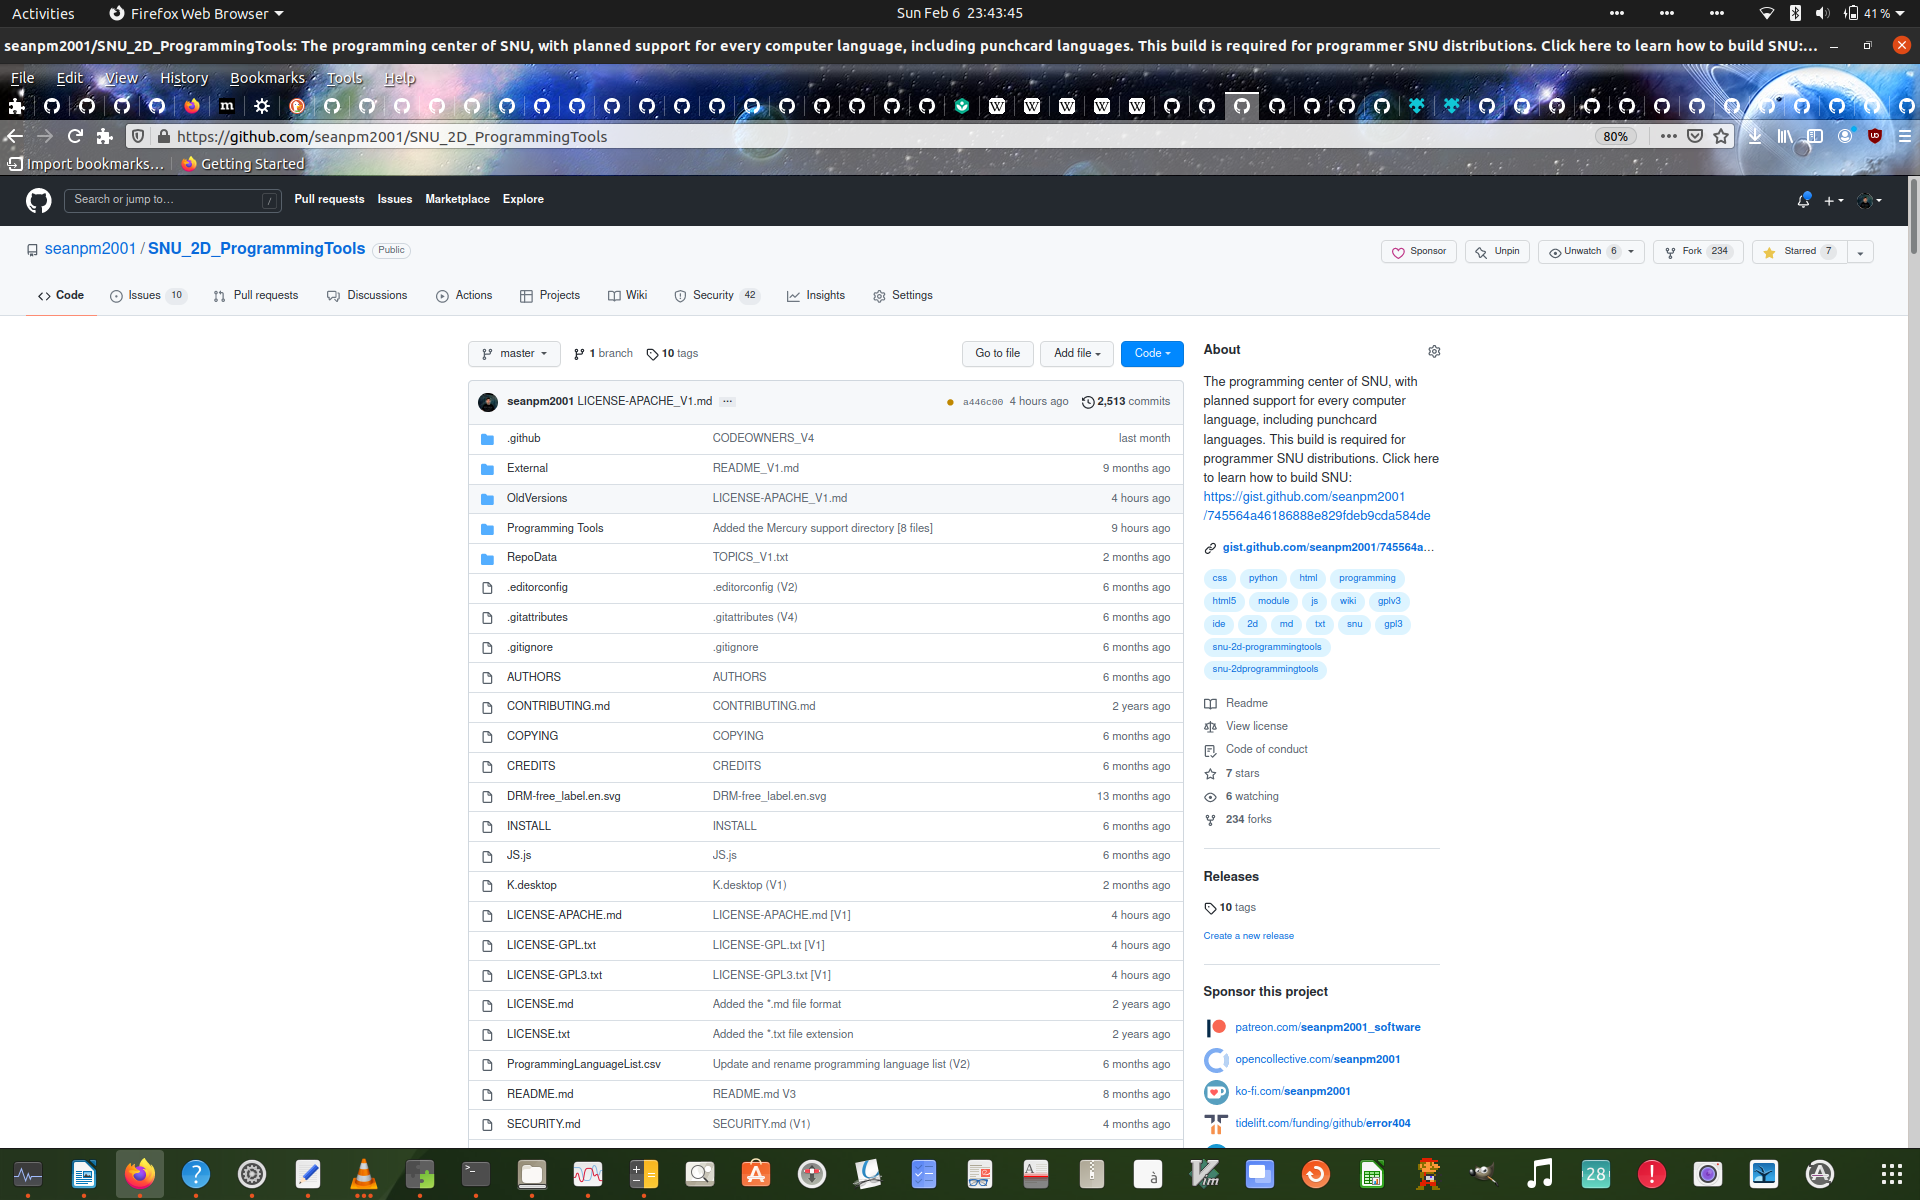 Activities
Firefox Web Browser
Sun Feb 6 23:43:45
41 %
seanpm2001/SNU_2D_ProgrammingTools: The programming center of SNU, with planned support for every computer language, including punchcard languages. This build is required for programmer SNU distributions. Click here to learn how to build SNU:...
File Edit View History Bookmarks Tools Help
https://github.com/seanpm2001/SNU_2D_ProgrammingTools
80%
Import bookmarks...
Getting Started
Search or jump to... /
Pull requests Issues Marketplace Explore
seanpm2001 / SNU_2D_ProgrammingTools Public
Sponsor
Unpin
Unwatch 6
Fork 234
Starred 7
Code
Issues 10
Pull requests
Discussions
Actions
Projects
Wiki
Security 42
Insights
Settings
master
1 branch
10 tags
Go to file
Add file
Code
seanpm2001 LICENSE-APACHE_V1.md ...
a446c00 4 hours ago
2,513 commits
.github CODEOWNERS_V4 last month
External README_V1.md 9 months ago
OldVersions LICENSE-APACHE_V1.md 4 hours ago
Programming Tools Added the Mercury support directory [8 files] 9 hours ago
RepoData TOPICS_V1.txt 2 months ago
.editorconfig .editorconfig (V2) 6 months ago
.gitattributes .gitattributes (V4) 6 months ago
.gitignore .gitignore 6 months ago
AUTHORS AUTHORS 6 months ago
CONTRIBUTING.md CONTRIBUTING.md 2 years ago
COPYING COPYING 6 months ago
CREDITS CREDITS 6 months ago
DRM-free_label.en.svg DRM-free_label.en.svg 13 months ago
INSTALL INSTALL 6 months ago
JS.js JS.js 6 months ago
K.desktop K.desktop (V1) 2 months ago
LICENSE-APACHE.md LICENSE-APACHE.md [V1] 4 hours ago
LICENSE-GPL.txt LICENSE-GPL.txt [V1] 4 hours ago
LICENSE-GPL3.txt LICENSE-GPL3.txt [V1] 4 hours ago
LICENSE.md Added the *.md file format 2 years ago
LICENSE.txt Added the *.txt file extension 2 years ago
ProgrammingLanguageList.csv Update and rename programming language list (V2) 6 months ago
README.md README.md V3 8 months ago
SECURITY.md SECURITY.md (V1) 4 months ago
About
The programming center of SNU, with
planned support for every computer
language, including punchcard
languages. This build is required for
programmer SNU distributions. Click here
to learn how to build SNU:
https://gist.github.com/seanpm2001
/745564a46186888e829fdeb9cda584de
gist.github.com/seanpm2001/745564a...
css python html programming
html5 module js wiki gplv3
ide 2d md txt snu gpl3
snu-2d-programmingtools
snu-2dprogrammingtools
Readme
View license
Code of conduct
7 stars
6 watching
234 forks
Releases
10 tags
Create a new release
Sponsor this project
patreon.com/seanpm2001_software
opencollective.com/seanpm2001
ko-fi.com/seanpm2001
tidelift.com/funding/github/error404
28